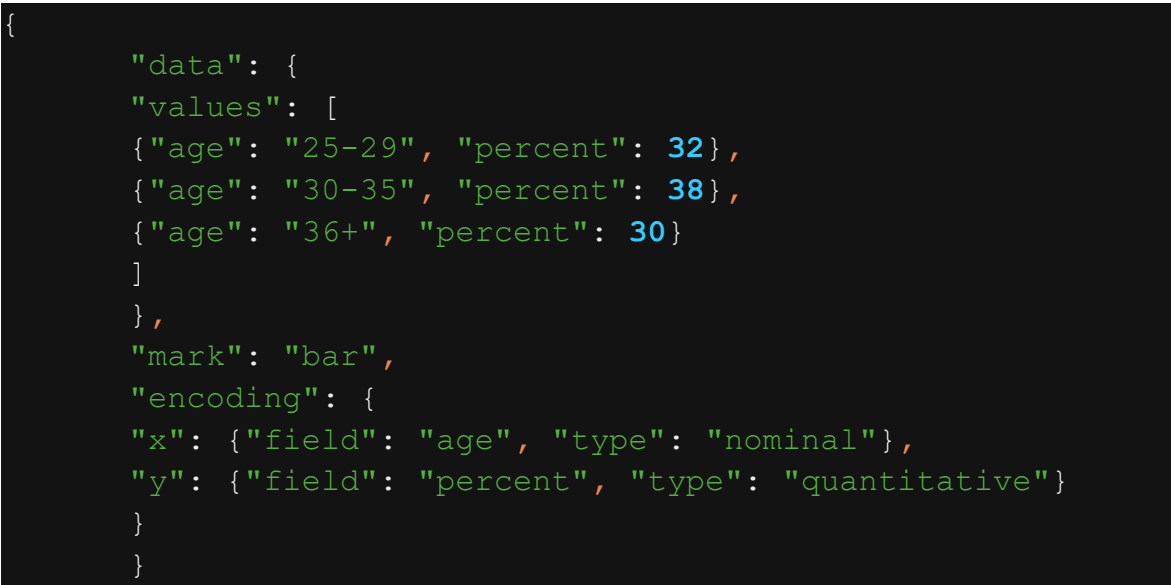 {
"data": {
"values": [
{"age": "25-29", "percent": 32},
{"age": "30-35", "percent": 38},
{"age": "36+", "percent": 30}
]
},
"mark": "bar",
"encoding": {
"x": {"field": "age", "type": "nominal"},
"y": {"field": "percent", "type": "quantitative"}
}
}